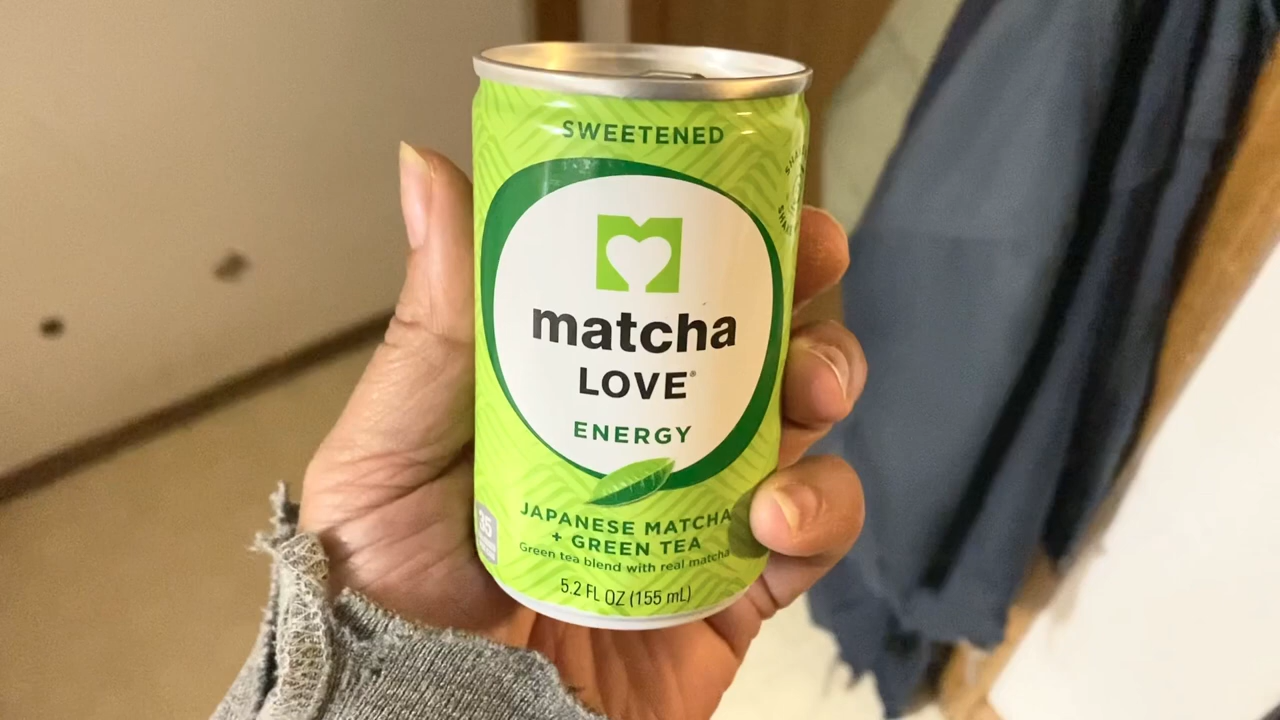 SWEETENED
matcha
LOVE®
ENERGY
JAPANESE MATCHA
+ GREEN TEA
Green tea blend with real matcha
5.2 FL OZ (155 mL)
35